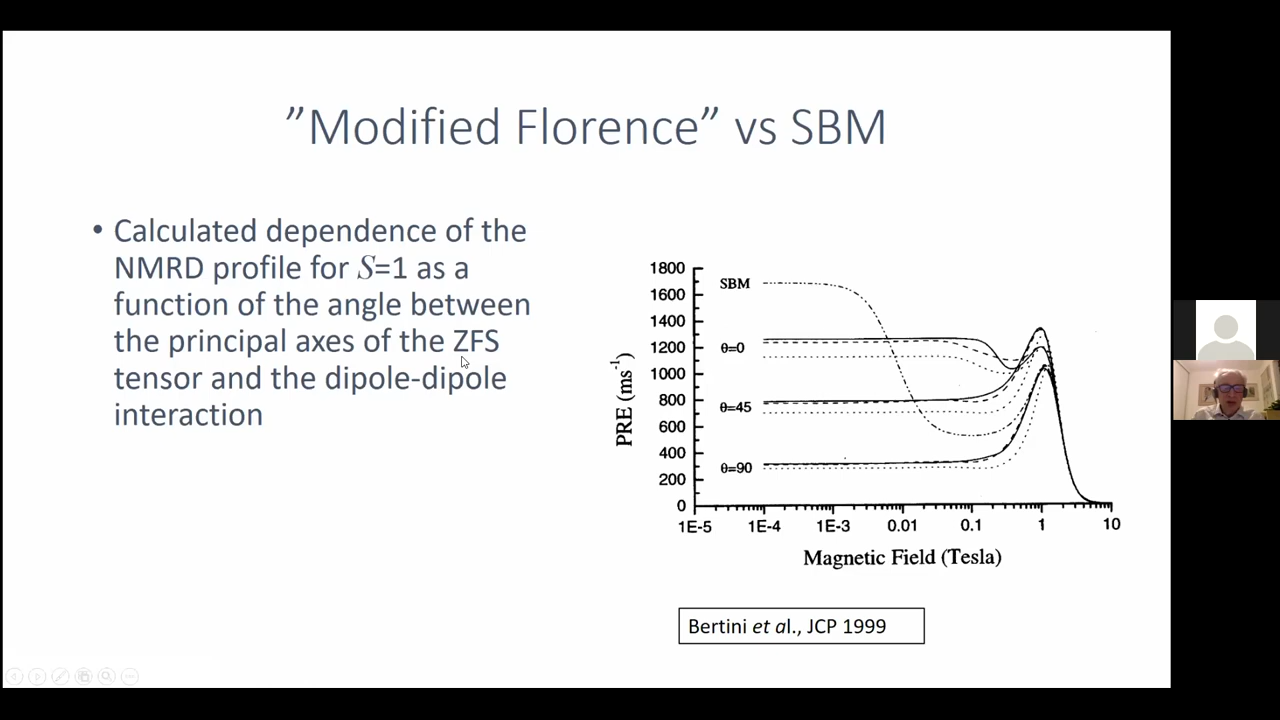 ”Modified Florence” vs SBM
• Calculated dependence of the
NMRD profile for S=1 as a
function of the angle between
the principal axes of the ZFS
tensor and the dipole-dipole
interaction
PRE (ms-1)
1800
1600
1400
1200
1000
800
600
400
200
0
SBM
θ=0
θ=45
θ=90
1E-5 1E-4 1E-3 0.01 0.1 1 10
Magnetic Field (Tesla)
Bertini et al., JCP 1999